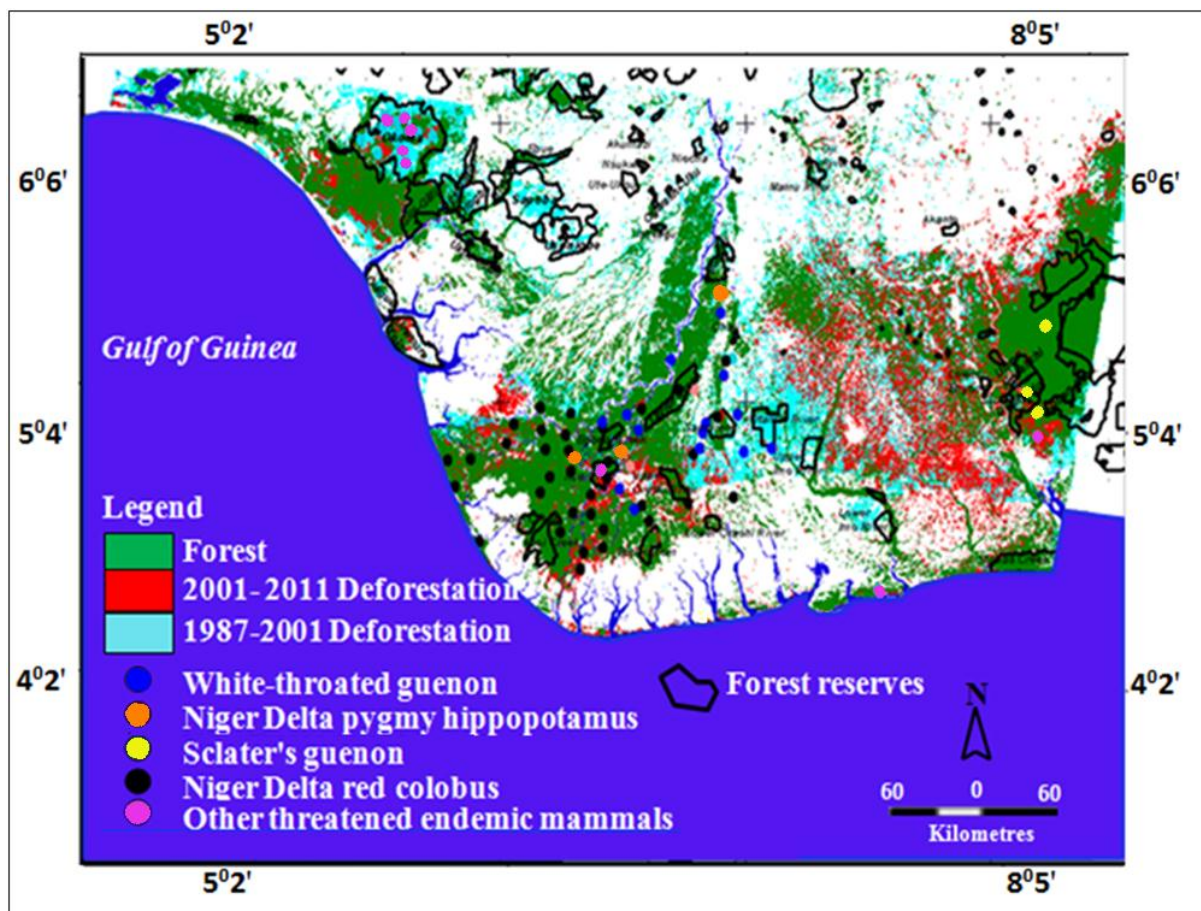 5⁰2'
8⁰5'
6⁰6'
6⁰6'
Gulf of Guinea
5⁰4'
5⁰4'
Legend
Forest
2001-2011 Deforestation
1987-2001 Deforestation
4⁰2'
4⁰2'
White-throated guenon
Forest reserves
Niger Delta pygmy hippopotamus
N
Sclater's guenon
Niger Delta red colobus
60 0 60
Other threatened endemic mammals
Kilometres
5⁰2'
8⁰5'